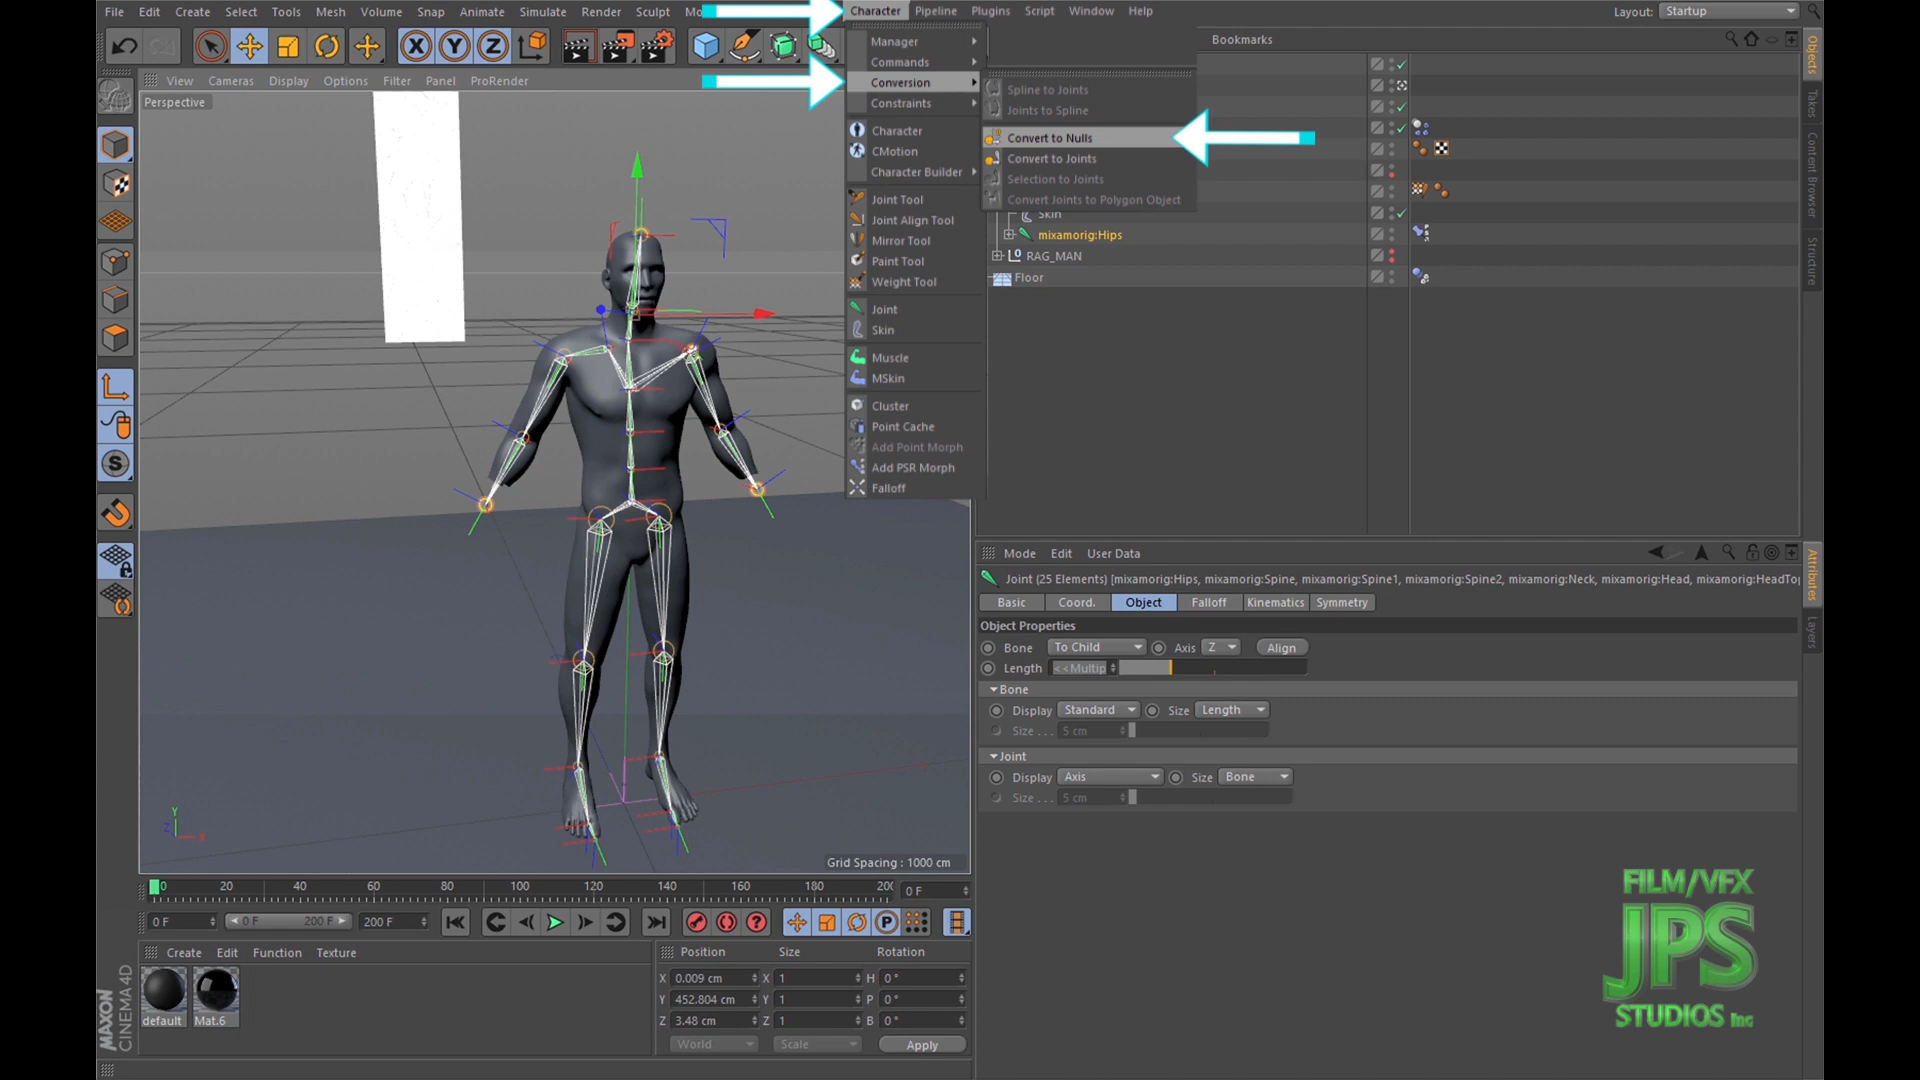 File Edit Create Select Tools Mesh Volume Snap Animate Simulate Render Sculpt Character Pipeline Plugins Script Window Help Layout: Startup
View Cameras Display Options Filter Panel ProRender
Perspective
Manager
Commands
Conversion
Constraints
Character
CMotion
Character Builder
Joint Tool
Joint Align Tool
Mirror Tool
Paint Tool
Weight Tool
Joint
Skin
Muscle
MSkin
Cluster
Point Cache
Add Point Morph
Add PSR Morph
Falloff
Spline to Joints
Joints to Spline
Convert to Nulls
Convert to Joints
Selection to Joints
Convert Joints to Polygon Object
Bookmarks
Skin
mixamorig:Hips
RAG_MAN
Floor
Objects
Takes
Content Browser
Structure
X Y Z
S
Y
Z X
Grid Spacing : 1000 cm
Mode Edit User Data
Joint (25 Elements) [mixamorig:Hips, mixamorig:Spine, mixamorig:Spine1, mixamorig:Spine2, mixamorig:Neck, mixamorig:Head, mixamorig:HeadTo
Basic Coord. Object Falloff Kinematics Symmetry
Object Properties
Bone To Child Axis Z Align
Length <<Multip
Bone
Display Standard Size Length
Size . . . 5 cm
Joint
Display Axis Size Bone
Size . . . 5 cm
Attributes
Layers
0 20 40 60 80 100 120 140 160 180 20 0 F
0 F 0 F 200 F 200 F
P
Create Edit Function Texture
default Mat.6
Position Size Rotation
X 0.009 cm X 1 H 0 °
Y 452.804 cm Y 1 P 0 °
Z 3.48 cm Z 1 B 0 °
World Scale Apply
MAXON
CINEMA 4D
FILM/VFX
JPS
STUDIOS Inc